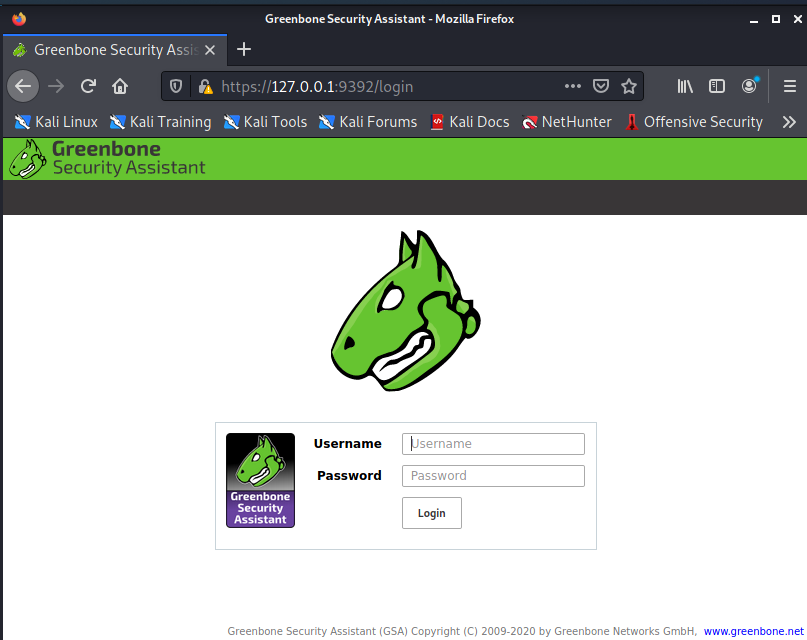 Greenbone Security Assistant - Mozilla Firefox
Greenbone Security Assis
https://127.0.0.1:9392/login
Kali Linux Kali Training Kali Tools Kali Forums Kali Docs NetHunter Offensive Security
Greenbone
Security Assistant
Username Username
Password Password
Greenbone
Security
Assistant
Login
Greenbone Security Assistant (GSA) Copyright (C) 2009-2020 by Greenbone Networks GmbH, www.greenbone.net